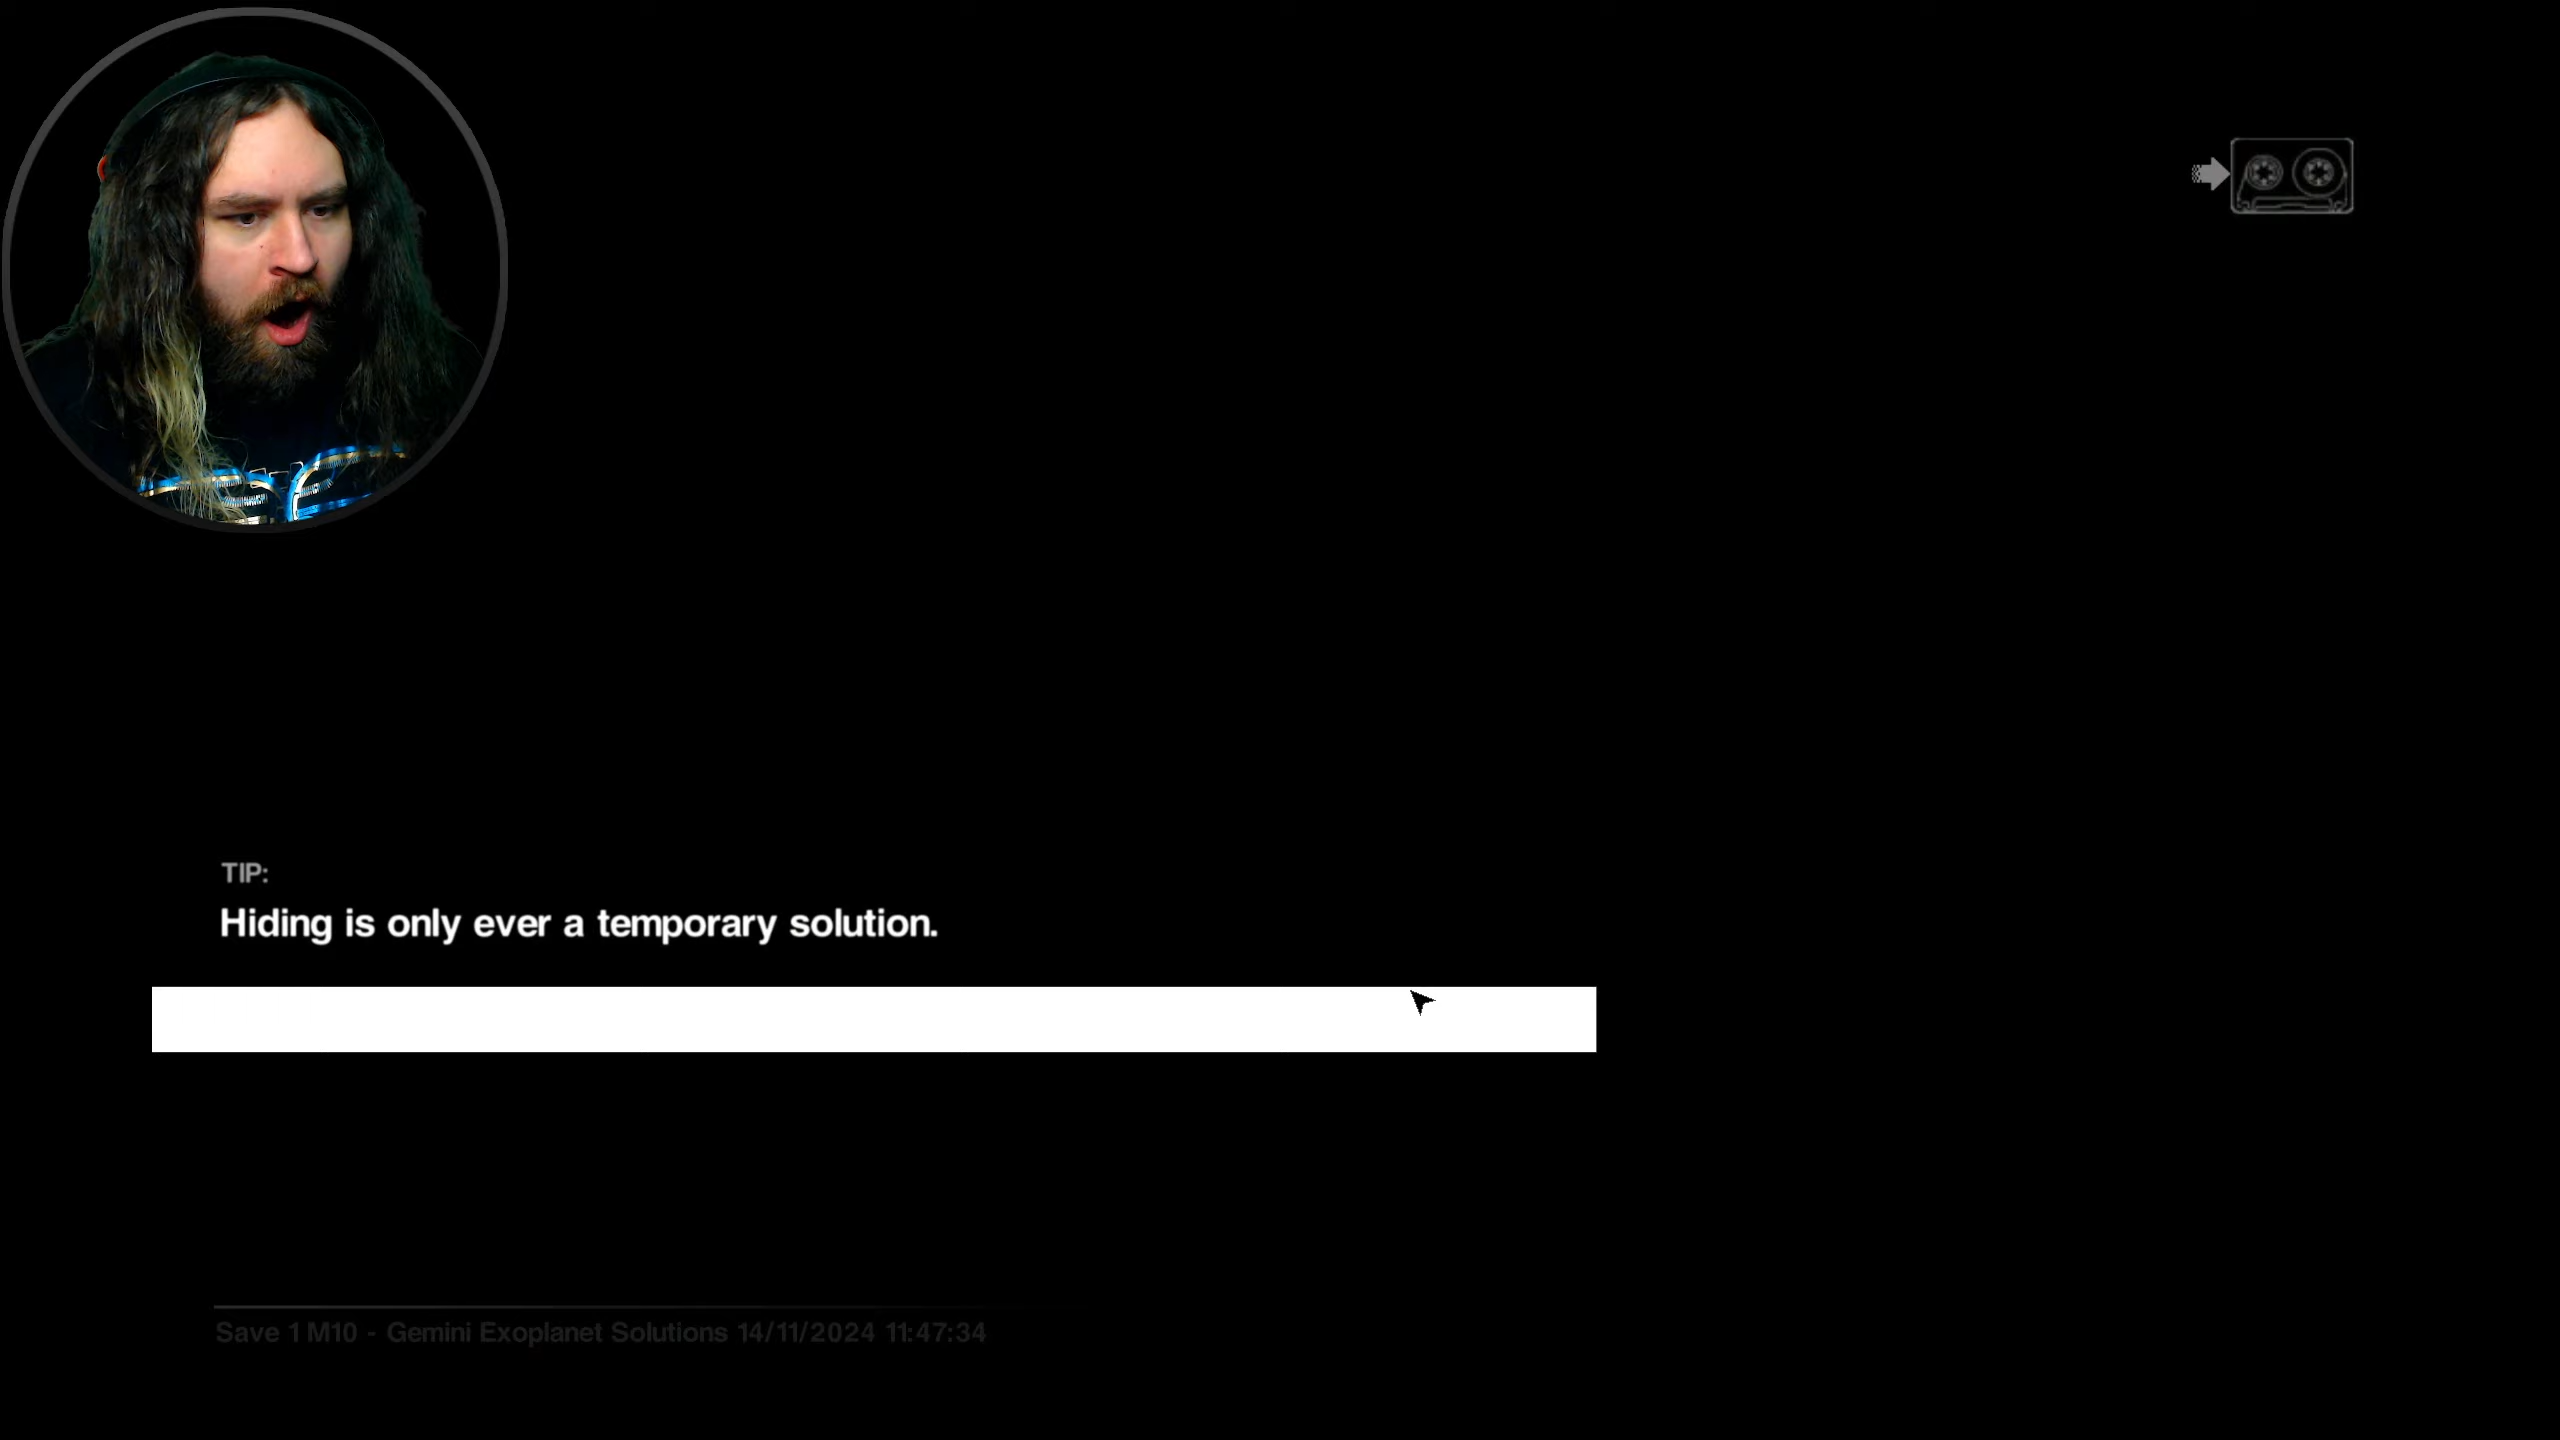 TIP:
Hiding is only ever a temporary solution.
Save 1 M10 - Gemini Exoplanet Solutions 14/11/2024 11:47:34